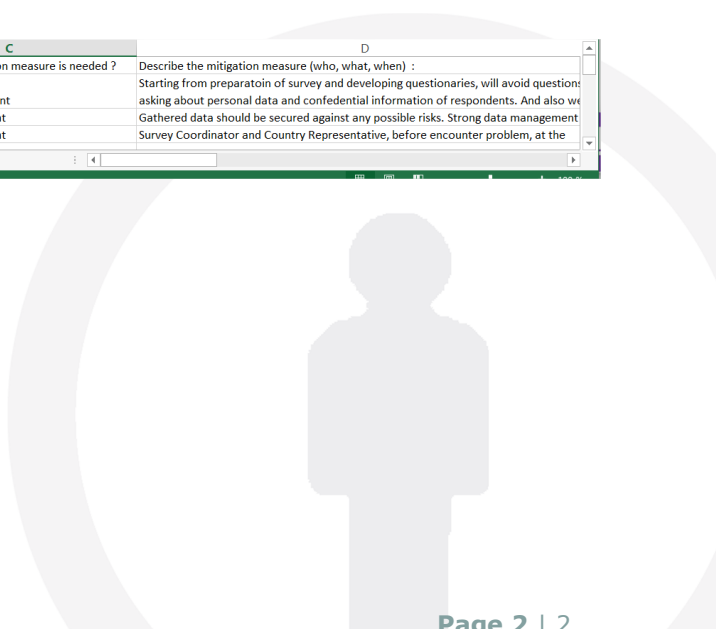 C D
on measure is needed ? Describe the mitigation measure (who, what, when) :
Starting from preparatoin of survey and developing questionaries, will avoid questions
nt asking about personal data and confedential information of respondents. And also we
nt Gathered data should be secured against any possible risks. Strong data management
nt Survey Coordinator and Country Representative, before encounter problem, at the
Page 2 | 2